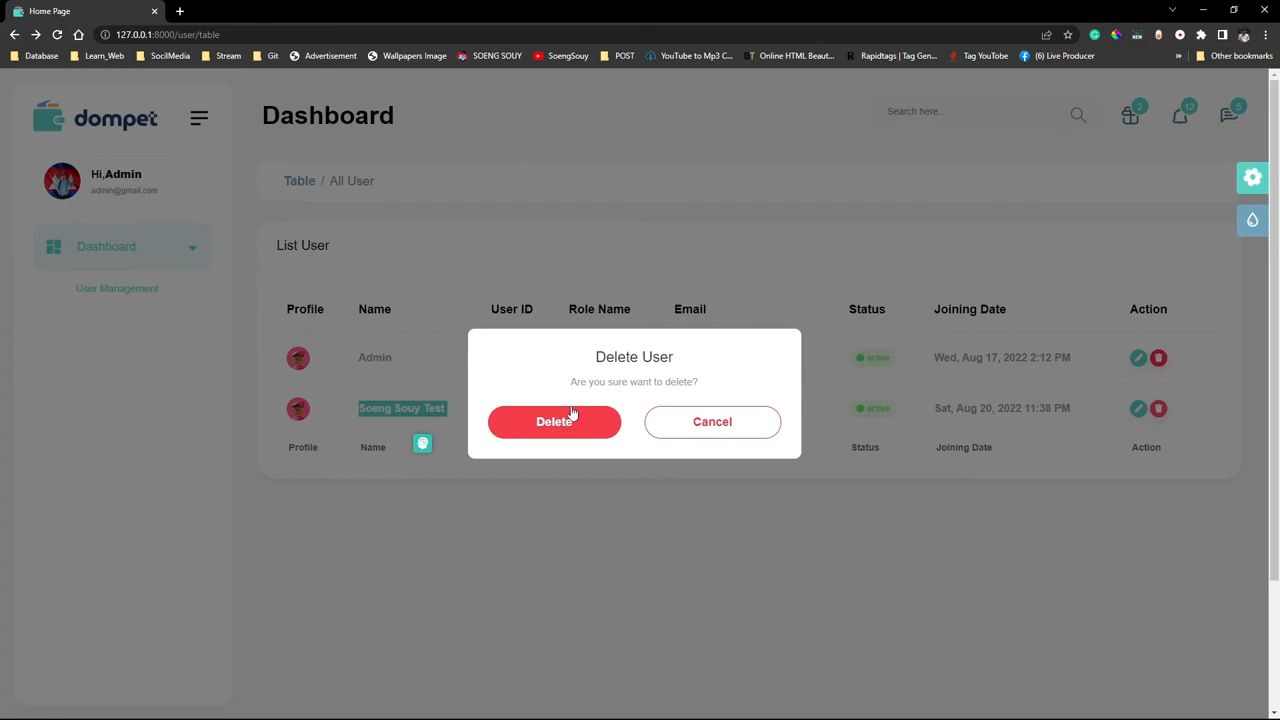 Home Page
127.0.0.1:8000/user/table
Database Learn_Web SocilMedia Stream Git Advertisement Wallpapers Image SOENG SOUY SoengSouy POST YouTube to Mp3 C... BT Online HTML Beaut... Rapidtags | Tag Gen... Tag YouTube (6) Live Producer » Other bookmarks
dompet
Dashboard
Search here...
2 12 5
Hi,Admin
admin@gmail.com
Table / All User
Dashboard
User Management
List User
Profile Name User ID Role Name Email Status Joining Date Action
Admin active Wed, Aug 17, 2022 2:12 PM
Soeng Souy Test active Sat, Aug 20, 2022 11:38 PM
Profile Name Status Joining Date Action
Delete User
Are you sure want to delete?
Delete Cancel